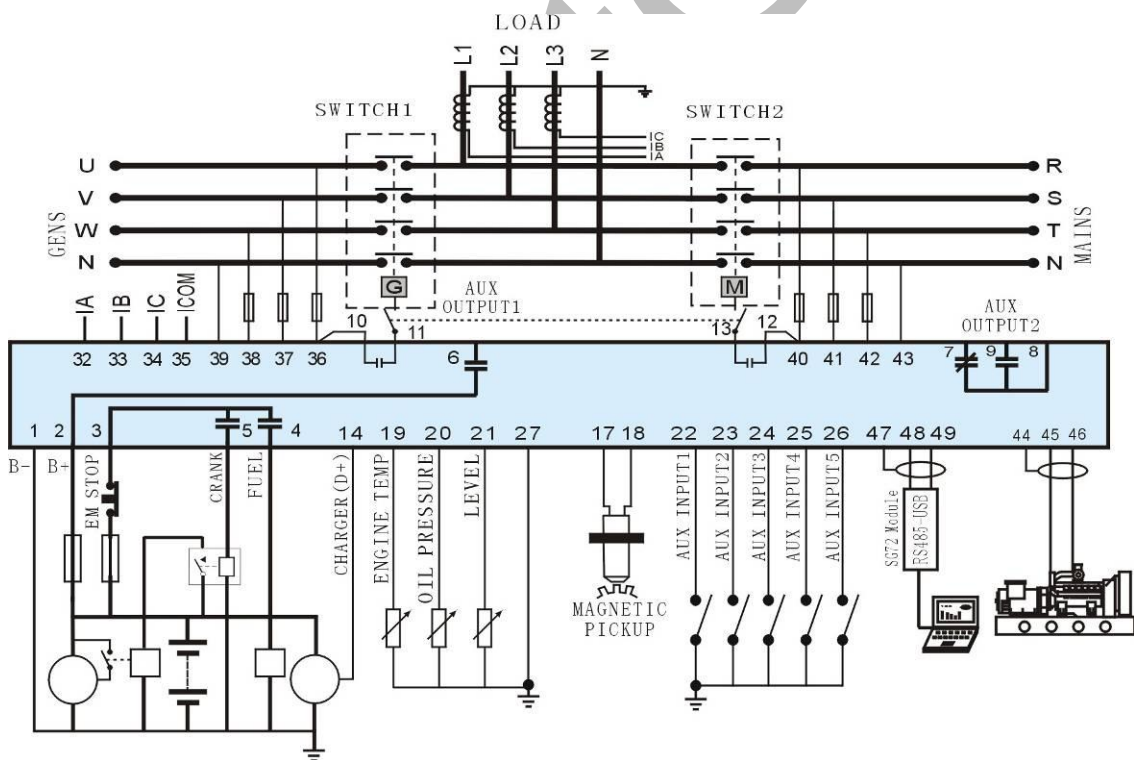 LOAD
L1 L2 L3 N
SWITCH1
SWITCH2
IC
IB
IA
U
V
W
N
GENS
R
S
T
N
MAINS
G
M
AUX
OUTPUT1
AUX
OUTPUT2
IA IB IC ICOM
32 33 34 35 39 38 37 36 10 11 6 13 12 40 41 42 43 7 9 8
1 2 3 5 4 14 19 20 21 27 17 18 22 23 24 25 26 47 48 49 44 45 46
B-
B+
EM STOP
CRANK
FUEL
CHARGER(D+)
ENGINE TEMP
OIL PRESSURE
LEVEL
MAGNETIC
PICKUP
AUX INPUT1
AUX INPUT2
AUX INPUT3
AUX INPUT4
AUX INPUT5
SG72 Module
RS485-USB